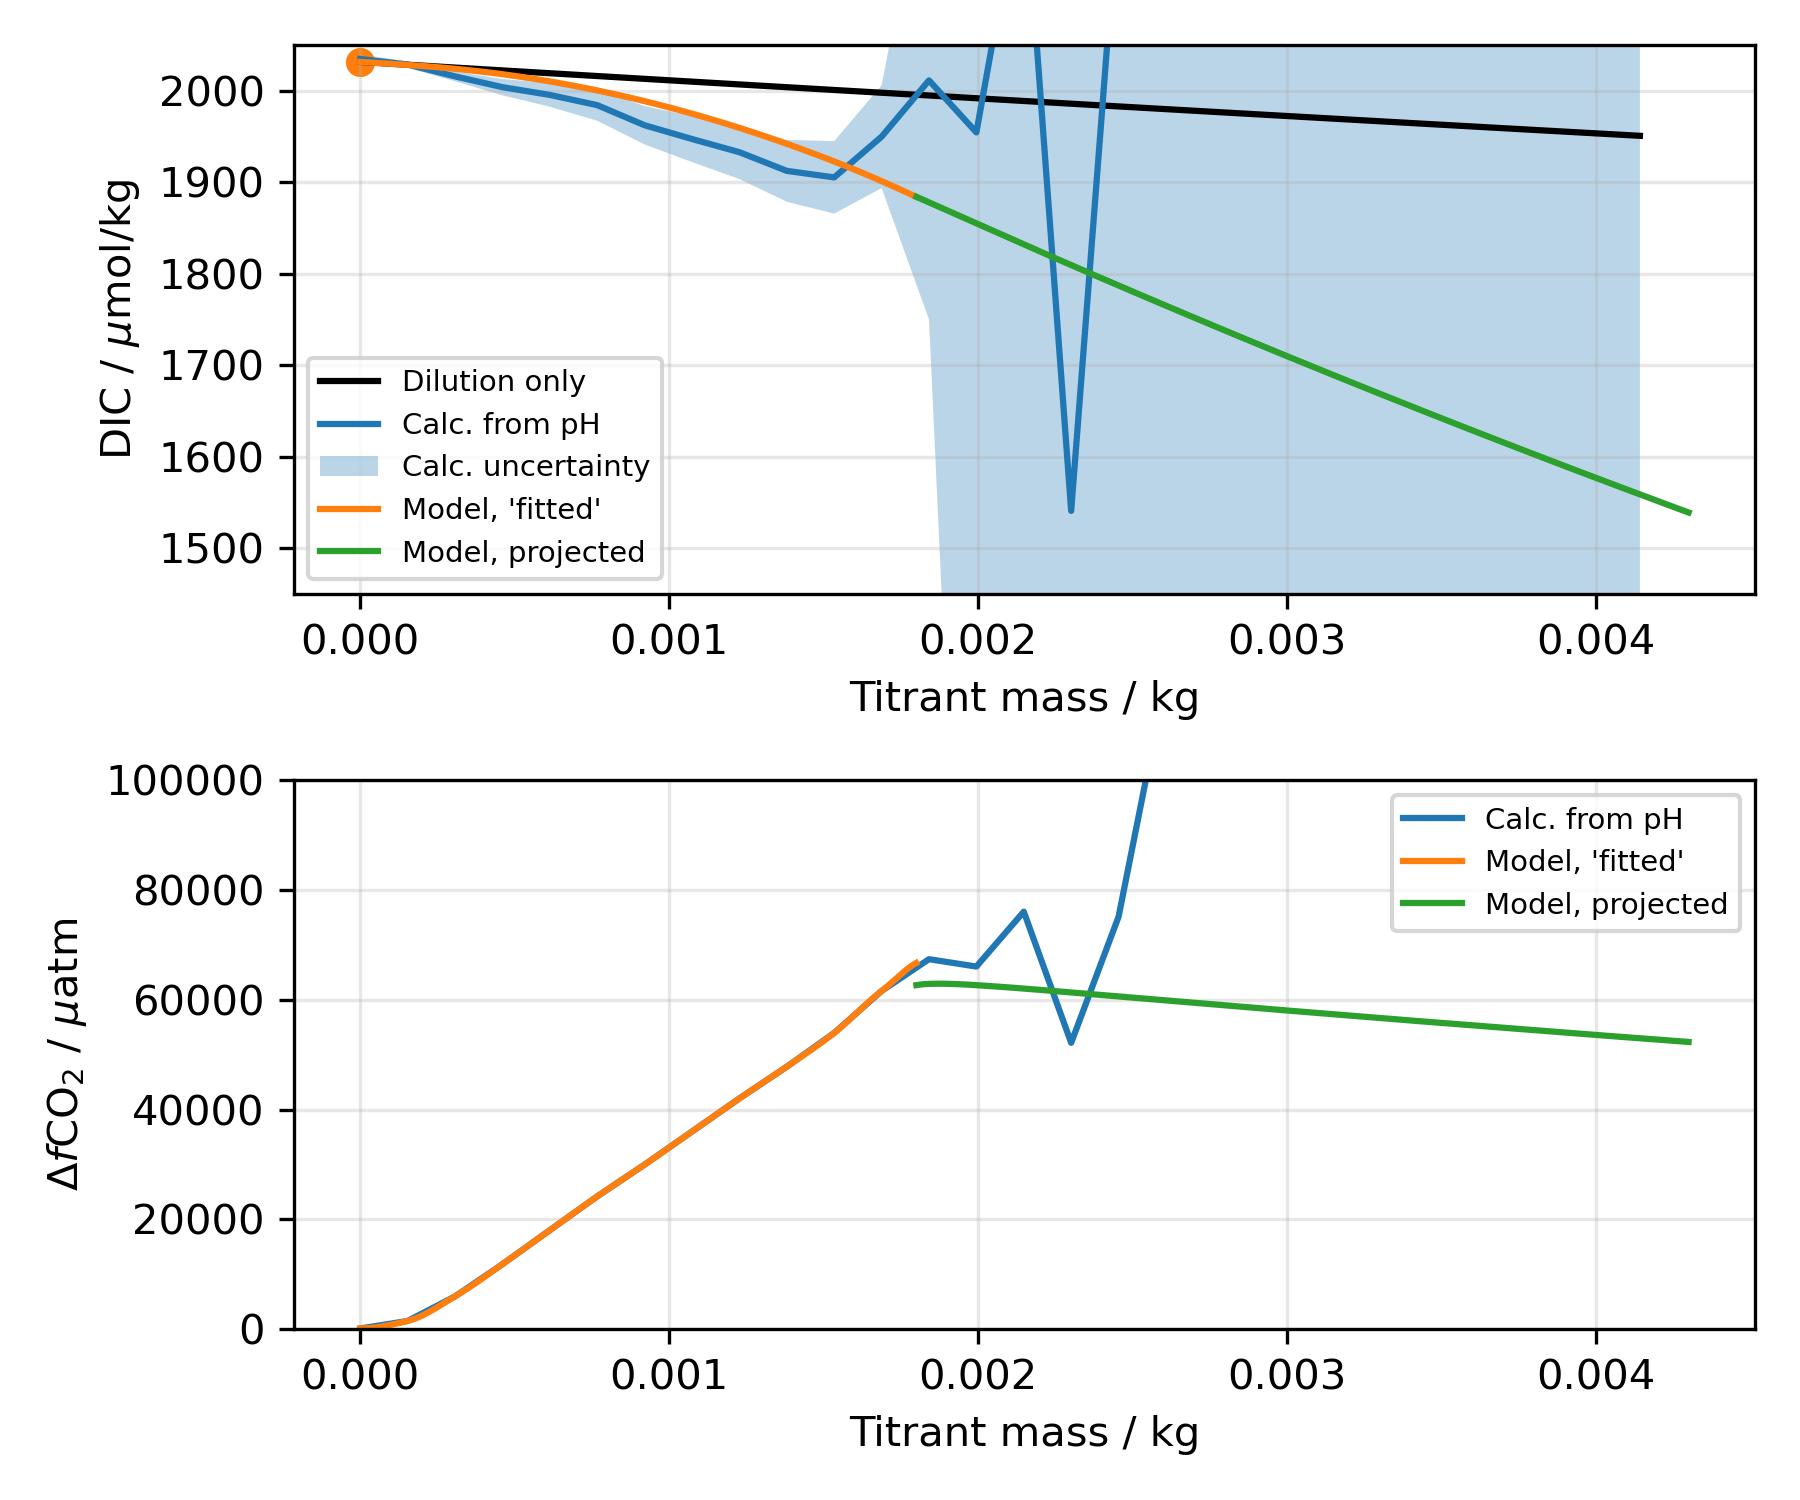 DIC / μmol/kg
2000
1900
1800
1700
1600
1500
Dilution only
Calc. from pH
Calc. uncertainty
Model, 'fitted'
Model, projected
0.000 0.001 0.002 0.003 0.004
Titrant mass / kg
ΔfCO₂ / μatm
100000
80000
60000
40000
20000
0
Calc. from pH
Model, 'fitted'
Model, projected
0.000 0.001 0.002 0.003 0.004
Titrant mass / kg